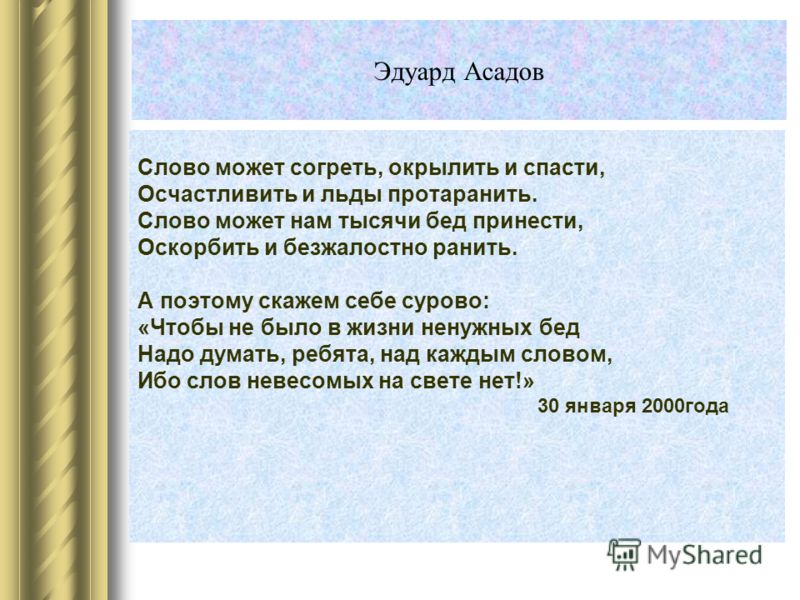 Эдуард Асадов
Слово может согреть, окрылить и спасти,
Осчастливить и льды протаранить.
Слово может нам тысячи бед принести,
Оскорбить и безжалостно ранить.
А поэтому скажем себе сурово:
«Чтобы не было в жизни ненужных бед
Надо думать, ребята, над каждым словом,
Ибо слов невесомых на свете нет!»
30 января 2000года
MyShared